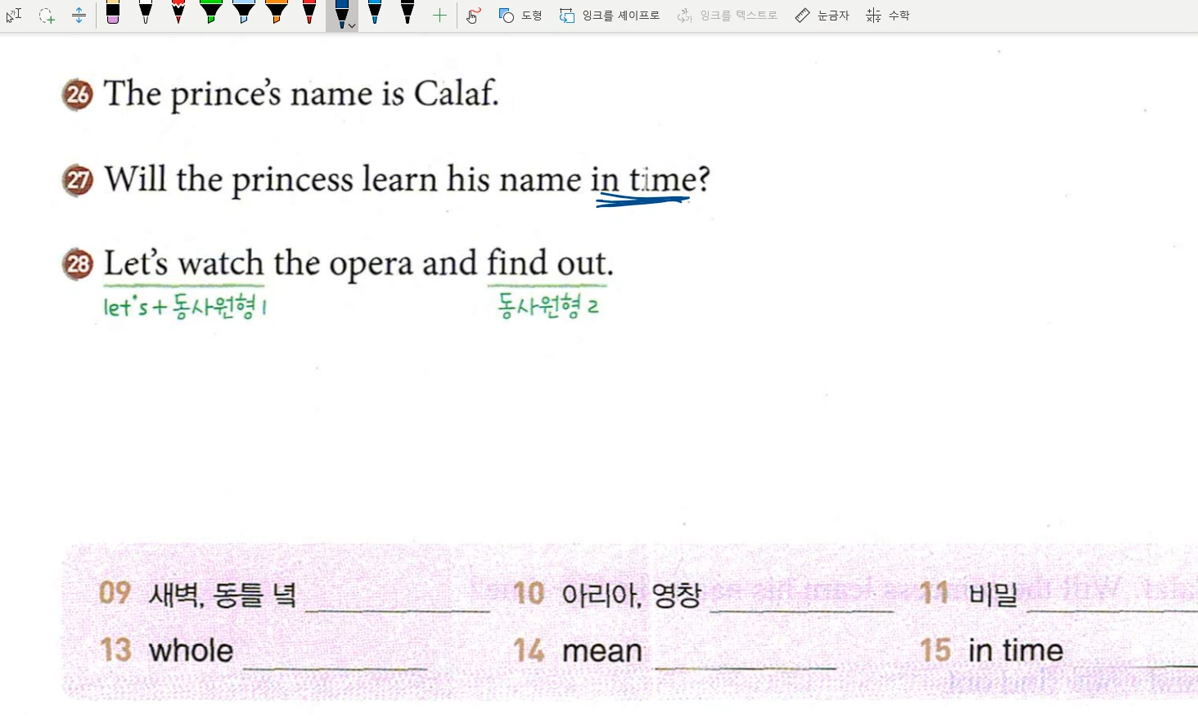 도형 잉크를 셰이프로 잉크를 텍스트로 눈금자 수학
26 The prince's name is Calaf.
27 Will the princess learn his name in time?
28 Let's watch the opera and find out.
let's + 동사원형 1 동사원형 2
09 새벽, 동틀 녘 10 아리아, 영창 11 비밀
13 whole 14 mean 15 in time